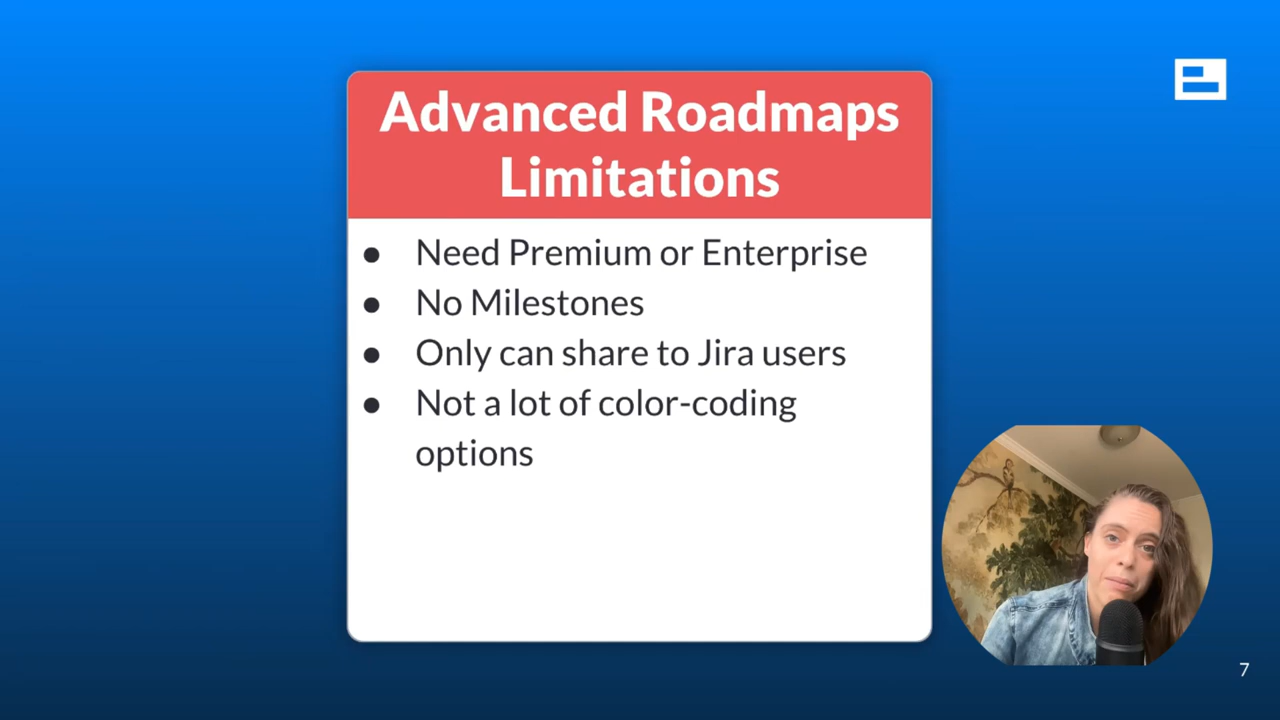 Advanced Roadmaps
Limitations
● Need Premium or Enterprise
● No Milestones
● Only can share to Jira users
● Not a lot of color-coding
options
7